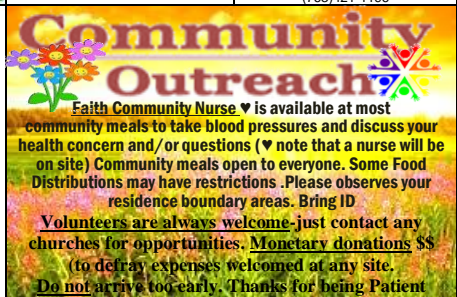 Community
Outreach
Faith Community Nurse ♥ is available at most
community meals to take blood pressures and discuss your
health concern and/or questions (♥ note that a nurse will be
on site) Community meals open to everyone. Some Food
Distributions may have restrictions .Please observes your
residence boundary areas. Bring ID
Volunteers are always welcome-just contact any
churches for opportunities. Monetary donations $$
(to defray expenses welcomed at any site.
Do not arrive too early. Thanks for being Patient